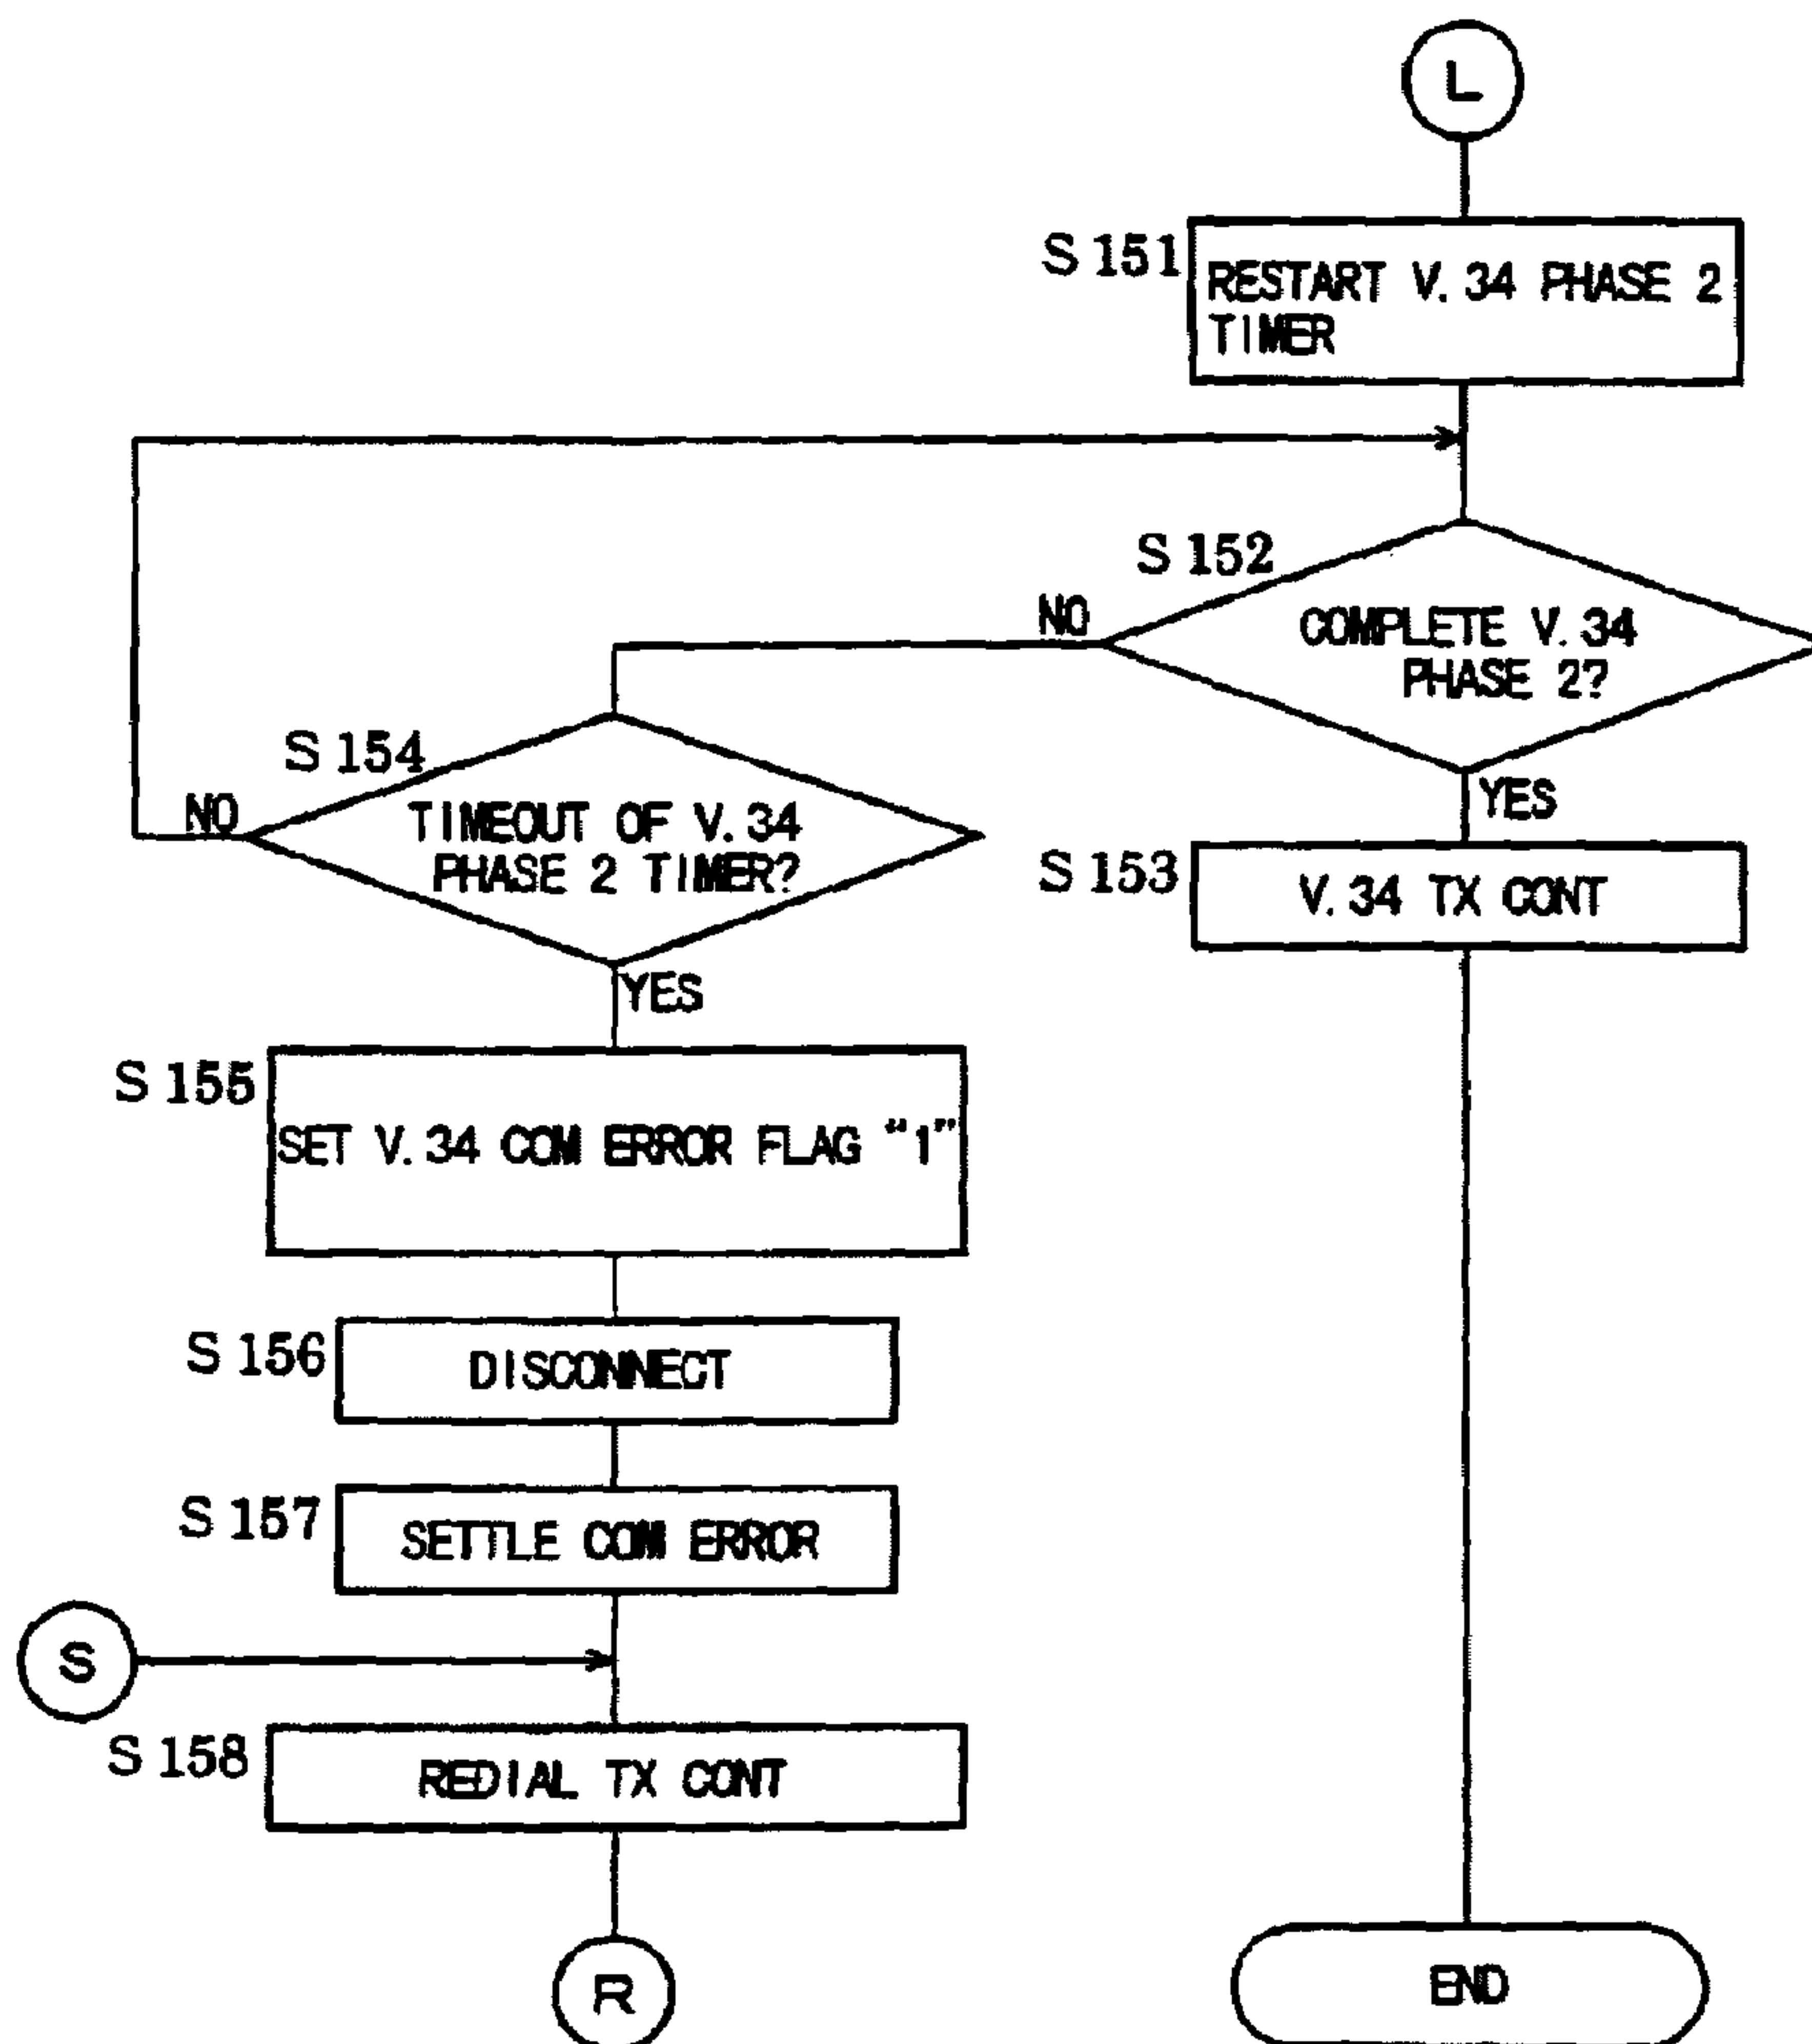 L
S 151
RESTART V. 34 PHASE 2
TIMER
S 152
NO
COMPLETE V. 34
PHASE 2?
YES
S 154
NO
TIMEOUT OF V. 34
PHASE 2 TIMER?
YES
S 153
V. 34 TX CONT
S 155
SET V. 34 COM ERROR FLAG "1"
S 156
DISCONNECT
S 157
SETTLE COM ERROR
S
S 158
REDIAL TX CONT
R
END